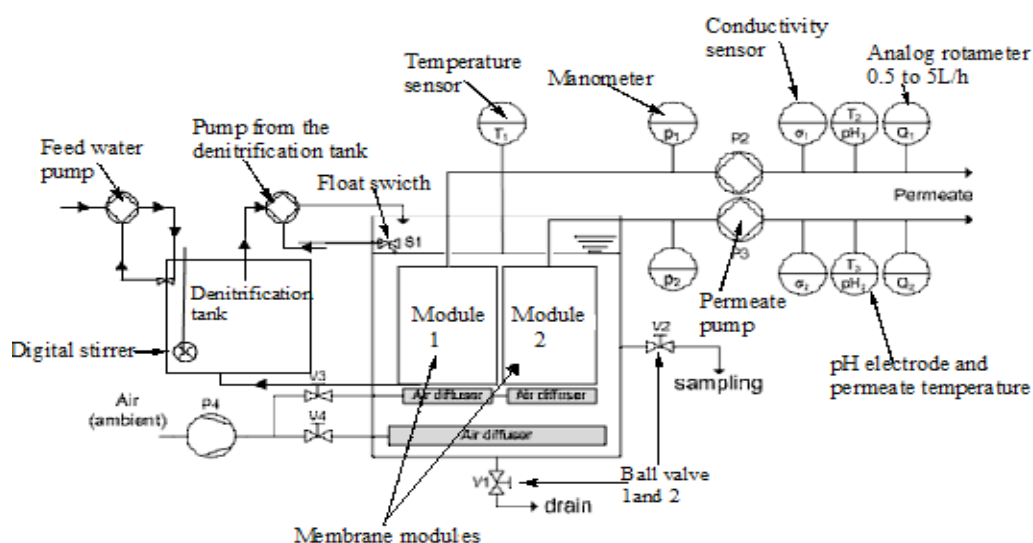 Conductivity
sensor
Analog rotameter
0.5 to 5L/h
Temperature
sensor
Manometer
Pump from the
denitrification tank
Feed water
pump
Float swicth
T₁
p₁
σ₁
T₂
pH₁
Q₁
P2
Permeate
S1
P3
p₂
σ₂
T₃
pH₂
Q₂
Denitrification
tank
Module
1
Module
2
Permeate
pump
Digital stirrer
V2
sampling
pH electrode and
permeate temperature
V3
Air diffuser
Air diffuser
Air
(ambient)
P4
V4
Air diffuser
Ball valve
1and 2
V1
drain
Membrane modules